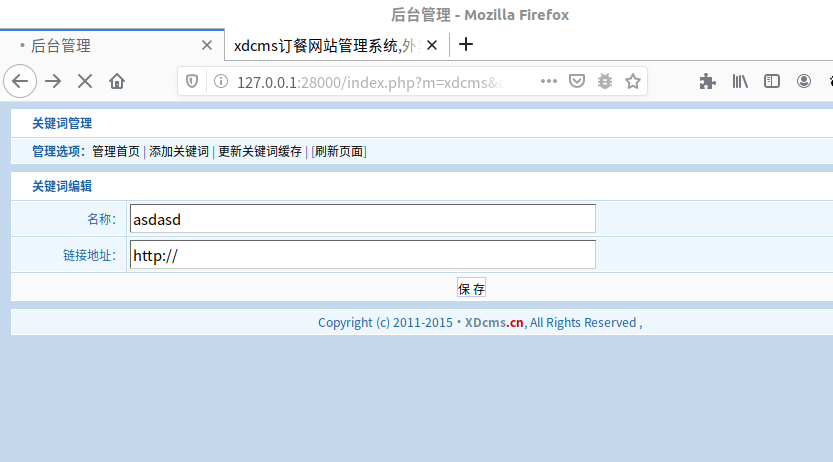 后台管理 - Mozilla Firefox
• 后台管理 xdcms订餐网站管理系统,外
127.0.0.1:28000/index.php?m=xdcms&c
关键词管理
管理选项：管理首页 | 添加关键词 | 更新关键词缓存 | [刷新页面]
关键词编辑
名称： asdasd
链接地址： http://
保 存
Copyright (c) 2011-2015 · XDcms.cn, All Rights Reserved ,